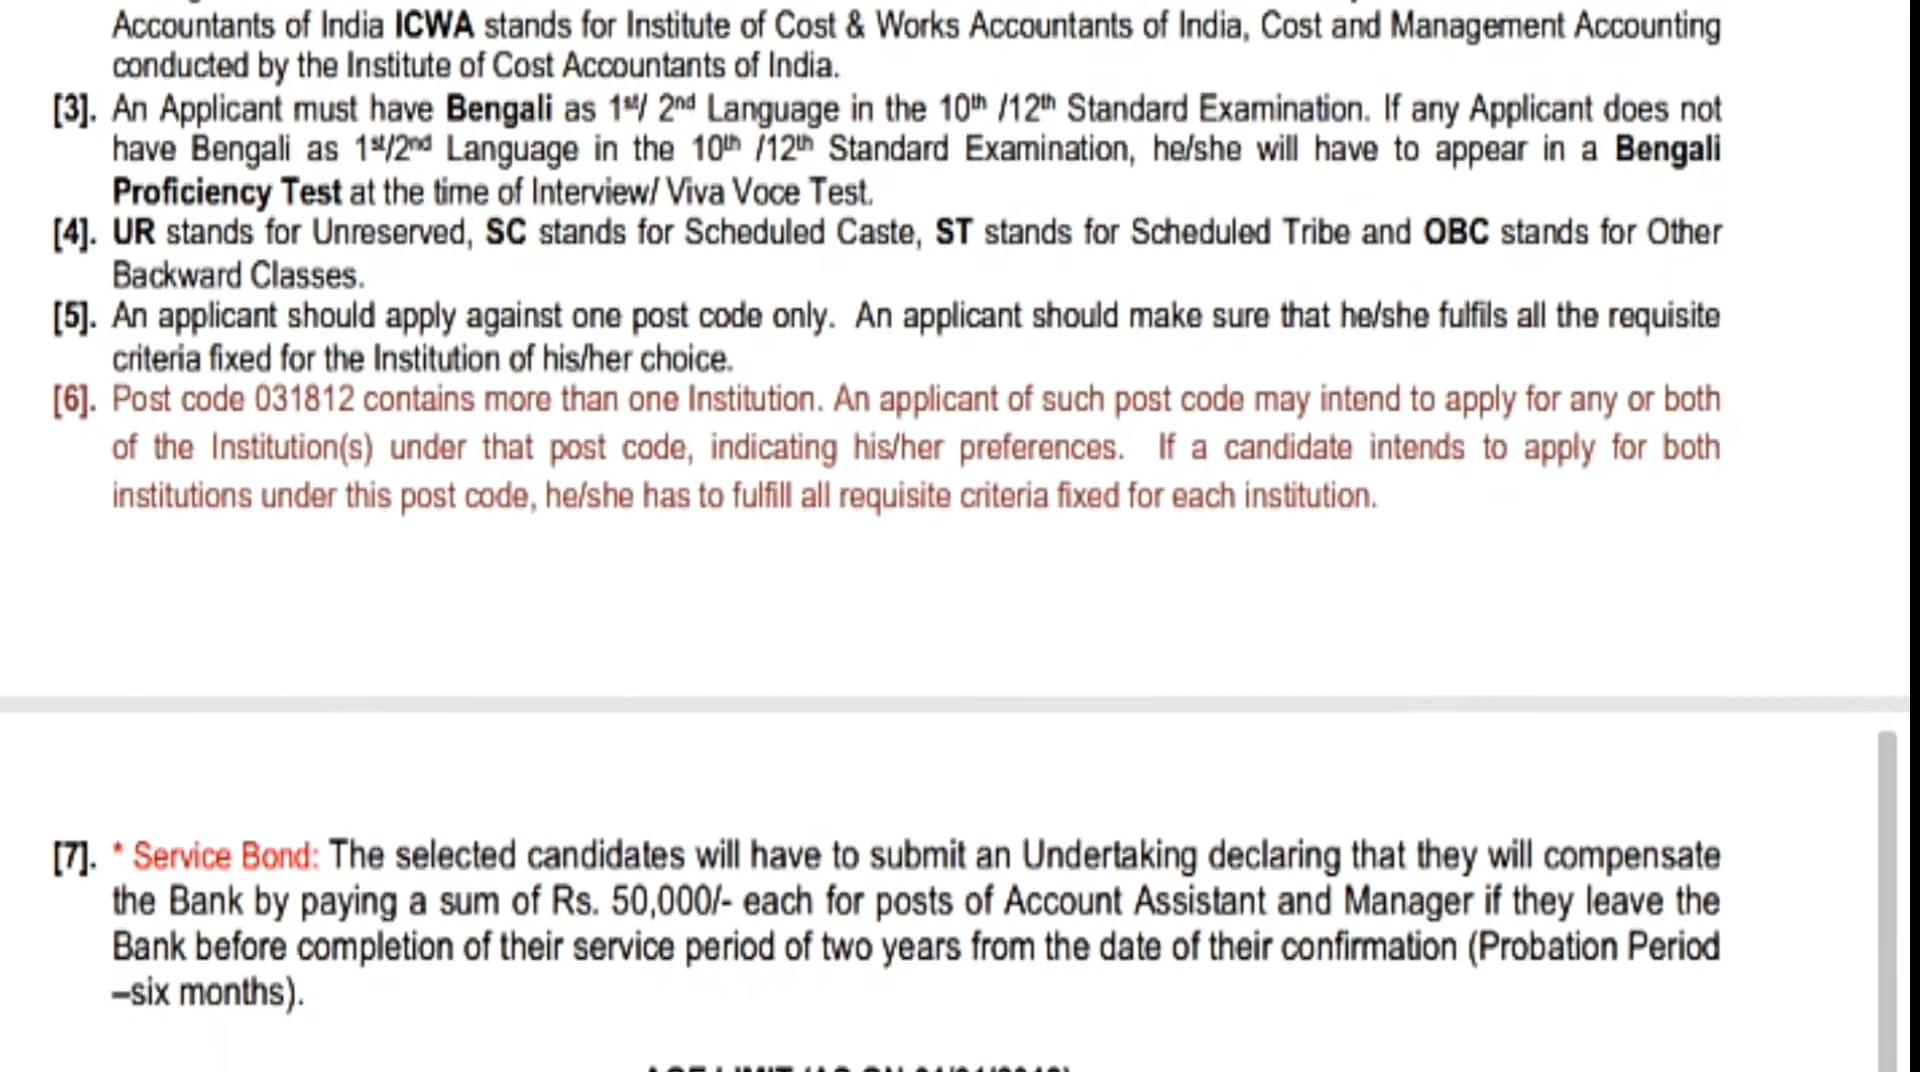 Accountants of India ICWA stands for Institute of Cost & Works Accountants of India, Cost and Management Accounting
conducted by the Institute of Cost Accountants of India.
[3]. An Applicant must have Bengali as 1st/ 2nd Language in the 10th /12th Standard Examination. If any Applicant does not
have Bengali as 1st/2nd Language in the 10th /12th Standard Examination, he/she will have to appear in a Bengali
Proficiency Test at the time of Interview/ Viva Voce Test.
[4]. UR stands for Unreserved, SC stands for Scheduled Caste, ST stands for Scheduled Tribe and OBC stands for Other
Backward Classes.
[5]. An applicant should apply against one post code only. An applicant should make sure that he/she fulfils all the requisite
criteria fixed for the Institution of his/her choice.
[6]. Post code 031812 contains more than one Institution. An applicant of such post code may intend to apply for any or both
of the Institution(s) under that post code, indicating his/her preferences. If a candidate intends to apply for both
institutions under this post code, he/she has to fulfill all requisite criteria fixed for each institution.
[7]. * Service Bond: The selected candidates will have to submit an Undertaking declaring that they will compensate
the Bank by paying a sum of Rs. 50,000/- each for posts of Account Assistant and Manager if they leave the
Bank before completion of their service period of two years from the date of their confirmation (Probation Period
–six months).